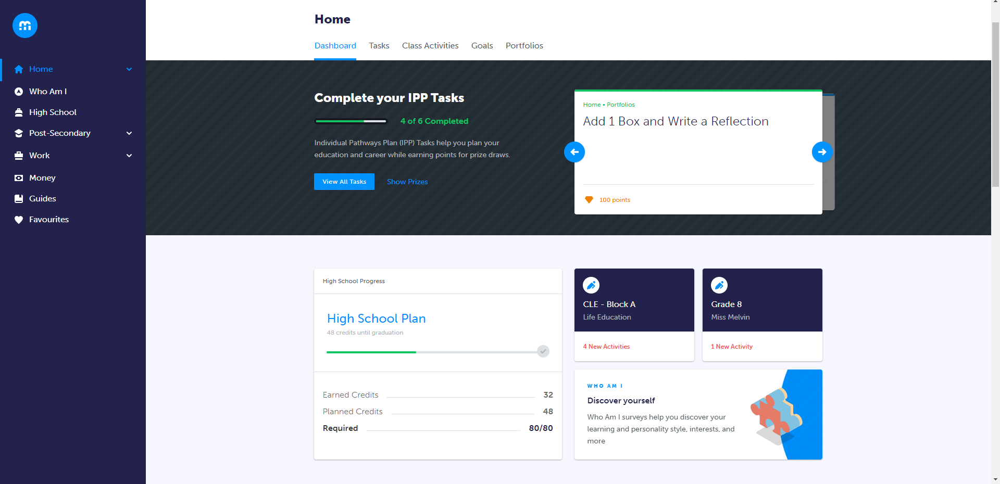 Home
Who Am I
High School
Post-Secondary
Work
Money
Guides
Favourites
Home
Dashboard Tasks Class Activities Goals Portfolios
Complete your IPP Tasks
4 of 6 Completed
Individual Pathways Plan (IPP) Tasks help you plan your
education and career while earning points for prize draws.
View All Tasks Show Prizes
Home • Portfolios
Add 1 Box and Write a Reflection
100 points
High School Progress
High School Plan
48 credits until graduation
Earned Credits 32
Planned Credits 48
Required 80/80
CLE - Block A
Life Education
4 New Activities
Grade 8
Miss Melvin
1 New Activity
WHO AM I
Discover yourself
Who Am I surveys help you discover your
learning and personality style, interests, and
more